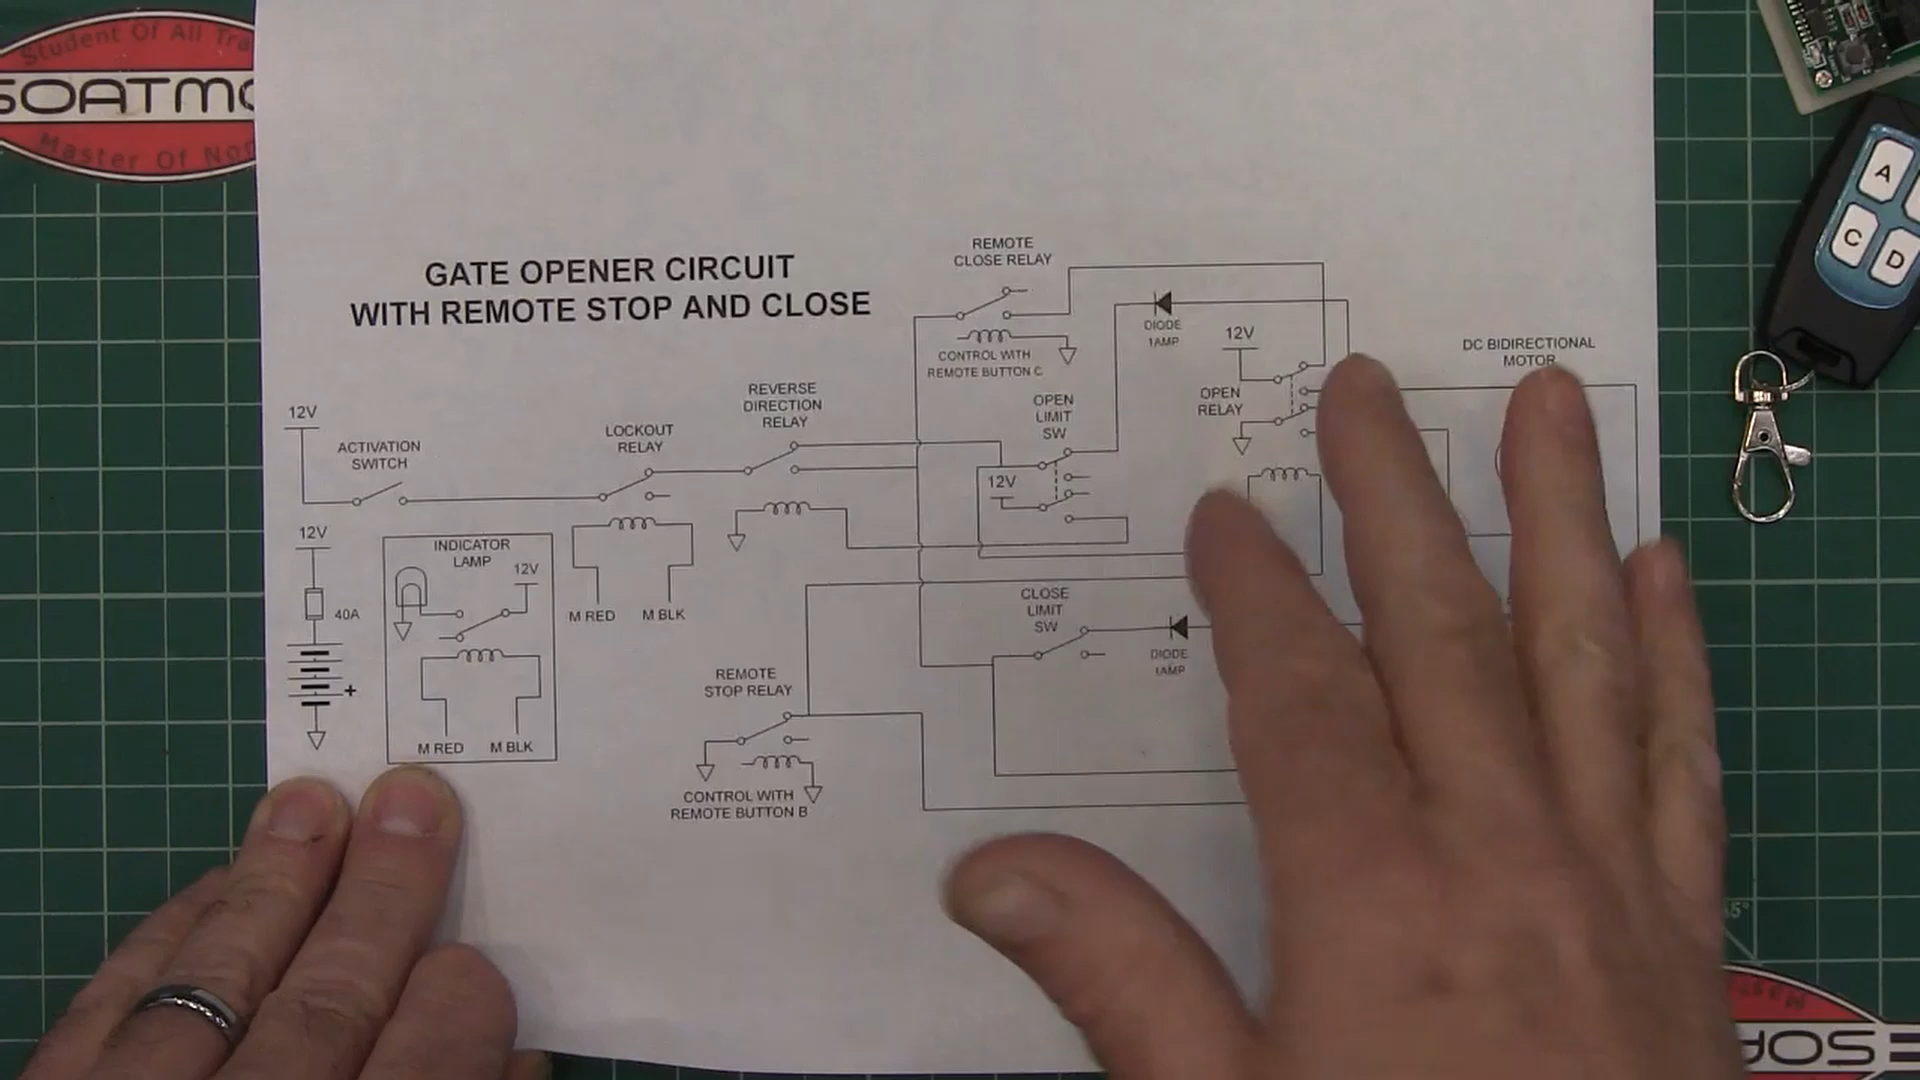 Student Of All Tra
SOATMO
Master Of Non
GATE OPENER CIRCUIT
WITH REMOTE STOP AND CLOSE
REMOTE
CLOSE RELAY
CONTROL WITH
REMOTE BUTTON C
DIODE
1AMP
12V
OPEN
RELAY
DC BIDIRECTIONAL
MOTOR
12V
ACTIVATION
SWITCH
LOCKOUT
RELAY
REVERSE
DIRECTION
RELAY
OPEN
LIMIT
SW
12V
12V
40A
+
INDICATOR
LAMP
12V
M RED
M BLK
M RED
M BLK
CLOSE
LIMIT
SW
DIODE
1AMP
REMOTE
STOP RELAY
CONTROL WITH
REMOTE BUTTON B
A
C
D